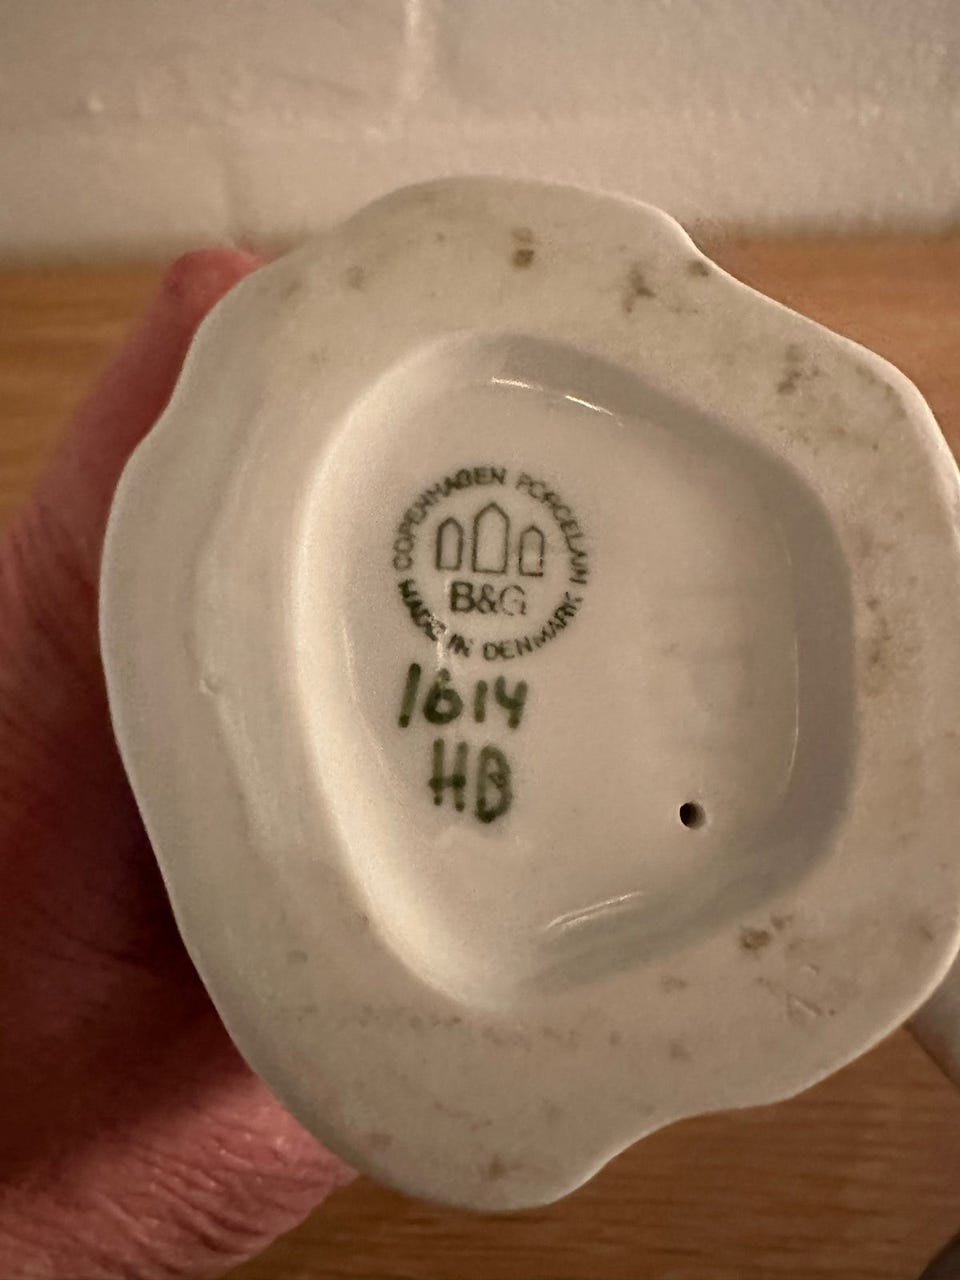 COPENHAGEN PORCELAIN
B&G
MADE IN DENMARK
1614
HB